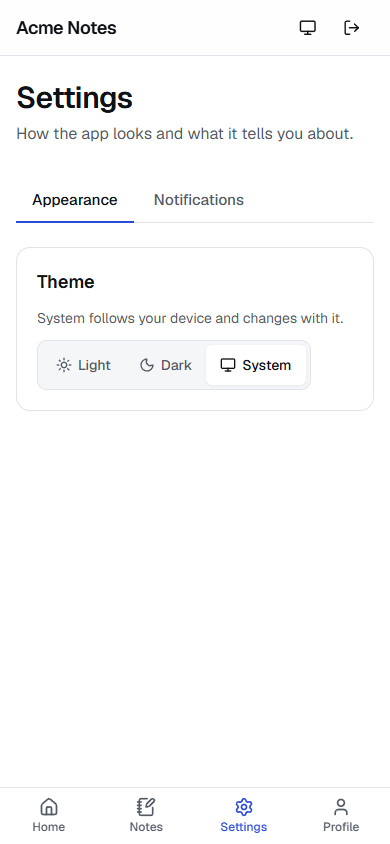 Acme Notes
Settings
How the app looks and what it tells you about.
Appearance Notifications
Theme
System follows your device and changes with it.
Light Dark System
Home Notes Settings Profile